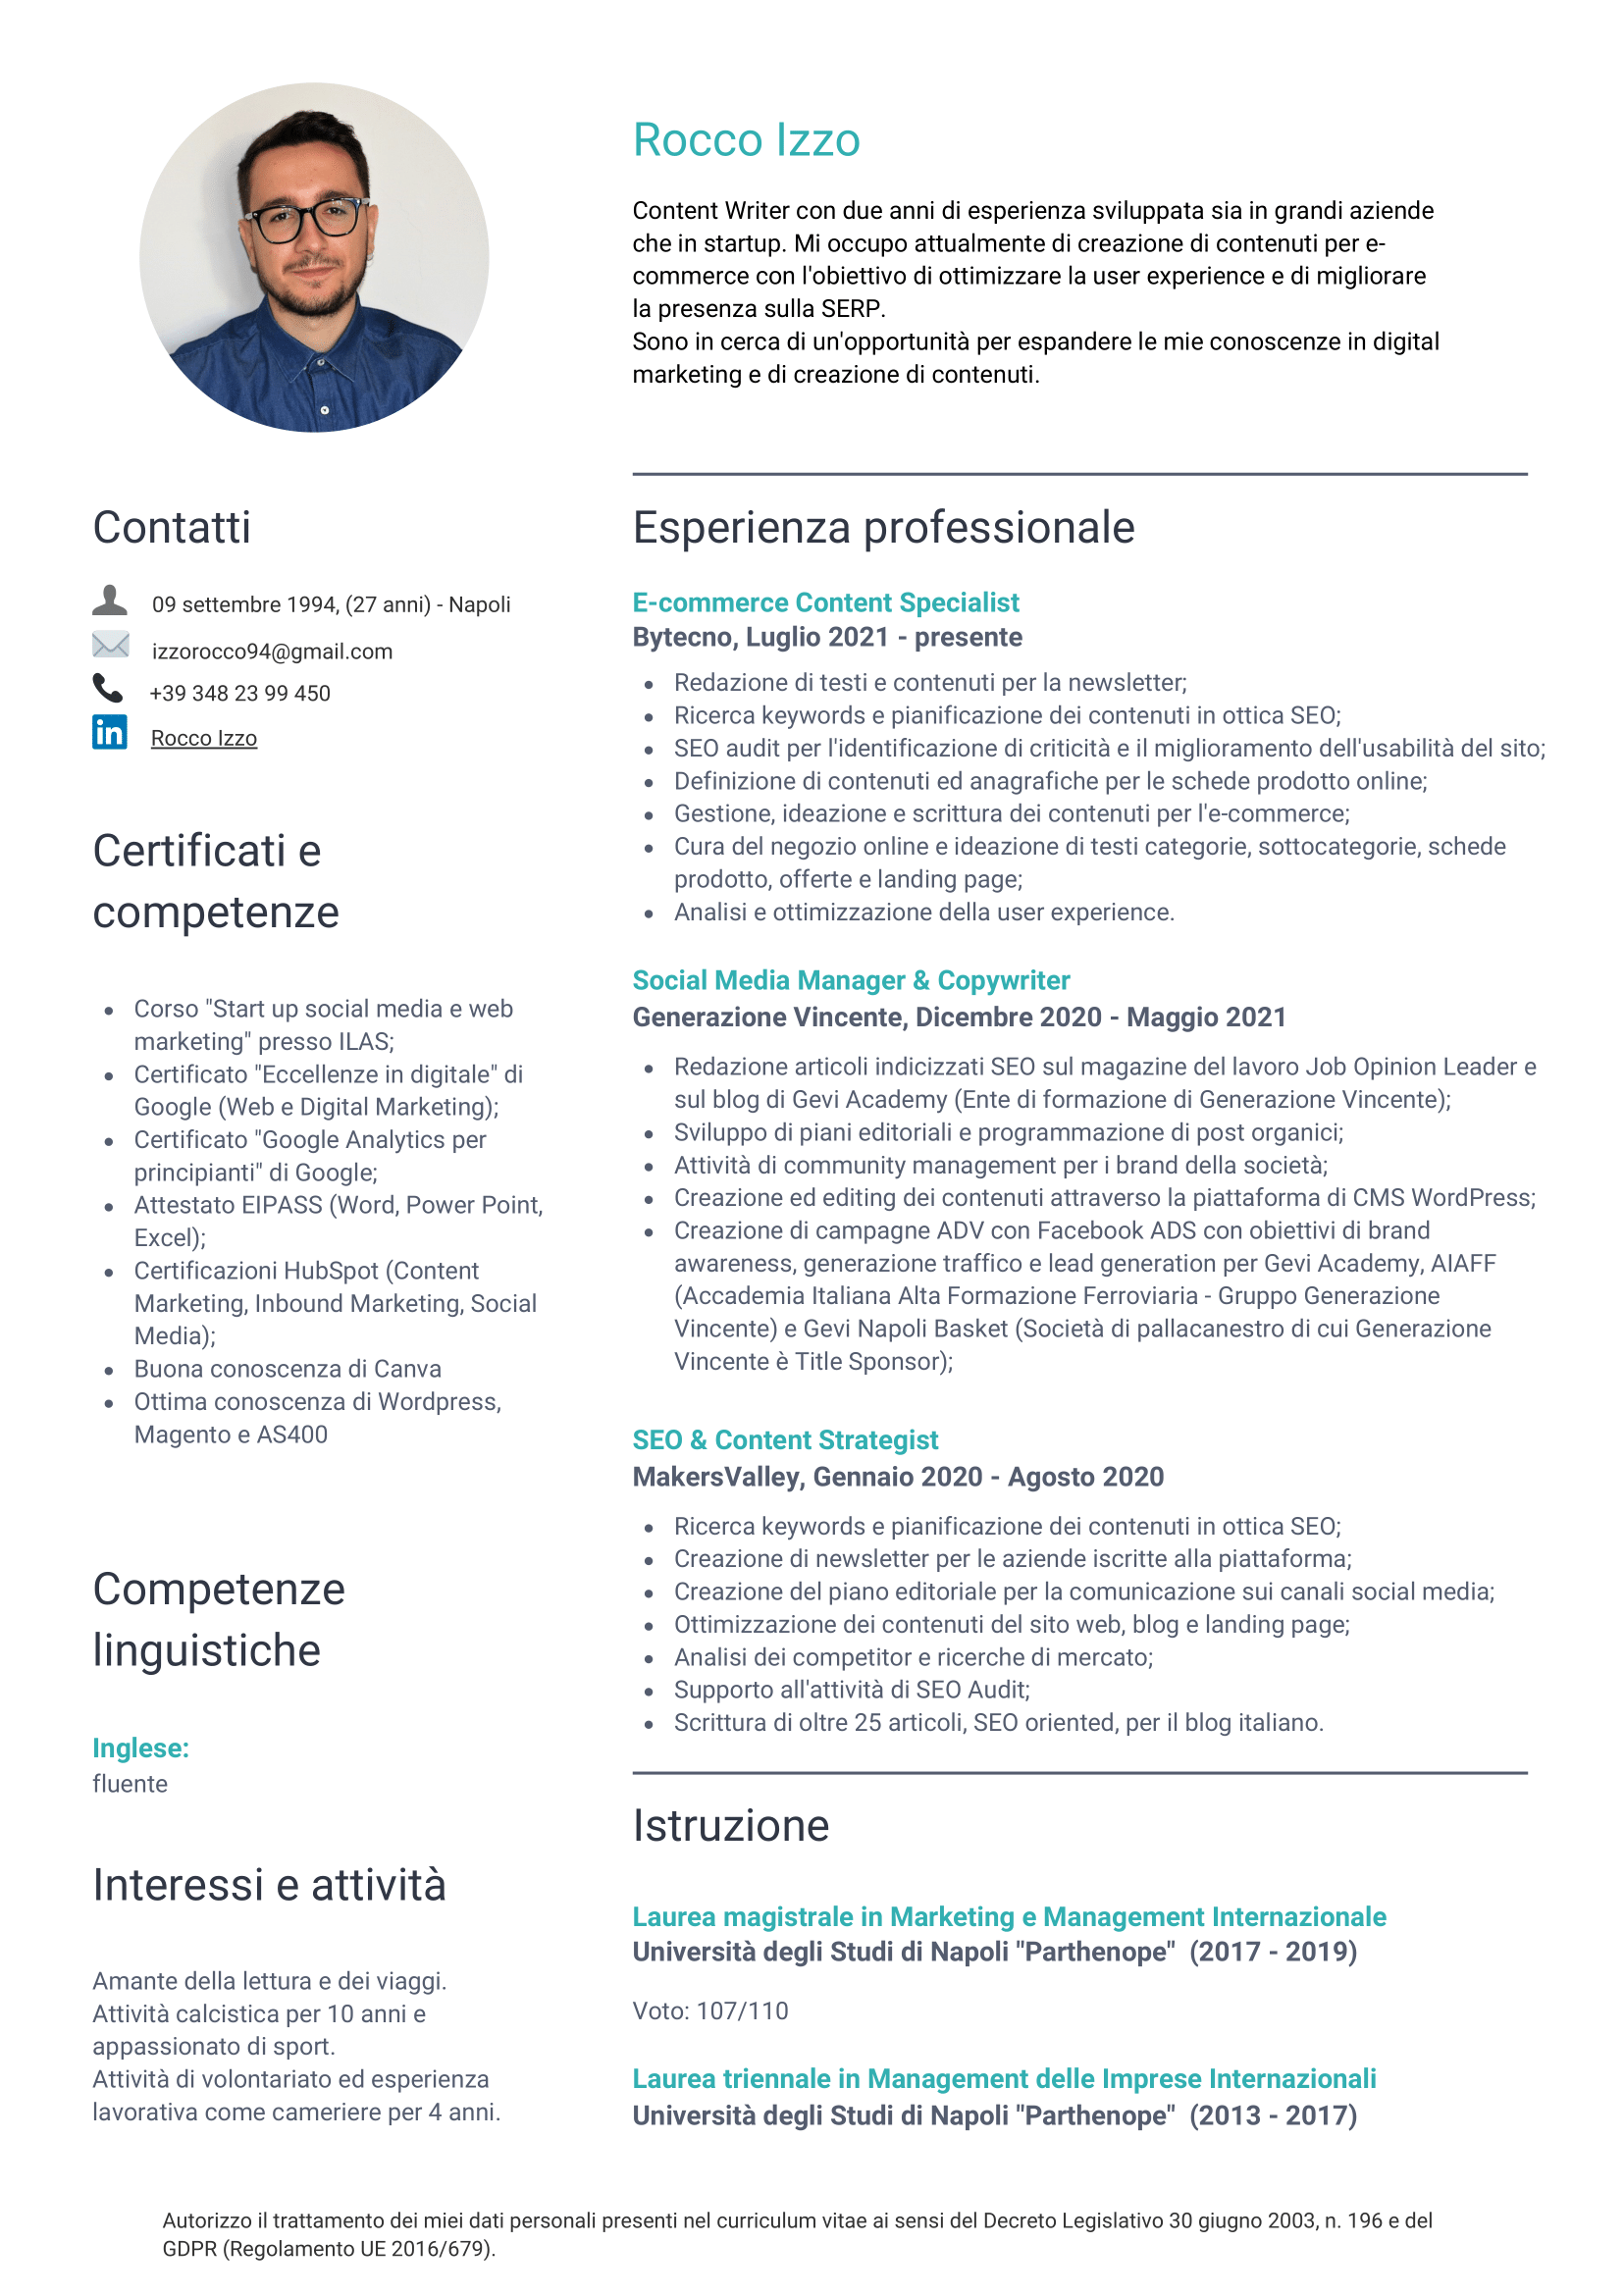 Rocco Izzo
Content Writer con due anni di esperienza sviluppata sia in grandi aziende
che in startup. Mi occupo attualmente di creazione di contenuti per e-
commerce con l'obiettivo di ottimizzare la user experience e di migliorare
la presenza sulla SERP.
Sono in cerca di un'opportunità per espandere le mie conoscenze in digital
marketing e di creazione di contenuti.
Contatti
09 settembre 1994, (27 anni) - Napoli
izzorocco94@gmail.com
+39 348 23 99 450
in
Rocco Izzo
Certificati e
competenze
• Corso "Start up social media e web
marketing" presso ILAS;
• Certificato "Eccellenze in digitale" di
Google (Web e Digital Marketing);
• Certificato "Google Analytics per
principianti" di Google;
• Attestato EIPASS (Word, Power Point,
Excel);
• Certificazioni HubSpot (Content
Marketing, Inbound Marketing, Social
Media);
• Buona conoscenza di Canva
• Ottima conoscenza di Wordpress,
Magento e AS400
Competenze
linguistiche
Inglese:
fluente
Interessi e attività
Amante della lettura e dei viaggi.
Attività calcistica per 10 anni e
appassionato di sport.
Attività di volontariato ed esperienza
lavorativa come cameriere per 4 anni.
Esperienza professionale
E-commerce Content Specialist
Bytecno, Luglio 2021 - presente
• Redazione di testi e contenuti per la newsletter;
• Ricerca keywords e pianificazione dei contenuti in ottica SEO;
• SEO audit per l'identificazione di criticità e il miglioramento dell'usabilità del sito;
• Definizione di contenuti ed anagrafiche per le schede prodotto online;
• Gestione, ideazione e scrittura dei contenuti per l'e-commerce;
• Cura del negozio online e ideazione di testi categorie, sottocategorie, schede
prodotto, offerte e landing page;
• Analisi e ottimizzazione della user experience.
Social Media Manager & Copywriter
Generazione Vincente, Dicembre 2020 - Maggio 2021
• Redazione articoli indicizzati SEO sul magazine del lavoro Job Opinion Leader e
sul blog di Gevi Academy (Ente di formazione di Generazione Vincente);
• Sviluppo di piani editoriali e programmazione di post organici;
• Attività di community management per i brand della società;
• Creazione ed editing dei contenuti attraverso la piattaforma di CMS WordPress;
• Creazione di campagne ADV con Facebook ADS con obiettivi di brand
awareness, generazione traffico e lead generation per Gevi Academy, AIAFF
(Accademia Italiana Alta Formazione Ferroviaria - Gruppo Generazione
Vincente) e Gevi Napoli Basket (Società di pallacanestro di cui Generazione
Vincente è Title Sponsor);
SEO & Content Strategist
MakersValley, Gennaio 2020 - Agosto 2020
• Ricerca keywords e pianificazione dei contenuti in ottica SEO;
• Creazione di newsletter per le aziende iscritte alla piattaforma;
• Creazione del piano editoriale per la comunicazione sui canali social media;
• Ottimizzazione dei contenuti del sito web, blog e landing page;
• Analisi dei competitor e ricerche di mercato;
• Supporto all'attività di SEO Audit;
• Scrittura di oltre 25 articoli, SEO oriented, per il blog italiano.
Istruzione
Laurea magistrale in Marketing e Management Internazionale
Università degli Studi di Napoli "Parthenope" (2017 - 2019)
Voto: 107/110
Laurea triennale in Management delle Imprese Internazionali
Università degli Studi di Napoli "Parthenope" (2013 - 2017)
Autorizzo il trattamento dei miei dati personali presenti nel curriculum vitae ai sensi del Decreto Legislativo 30 giugno 2003, n. 196 e del
GDPR (Regolamento UE 2016/679).